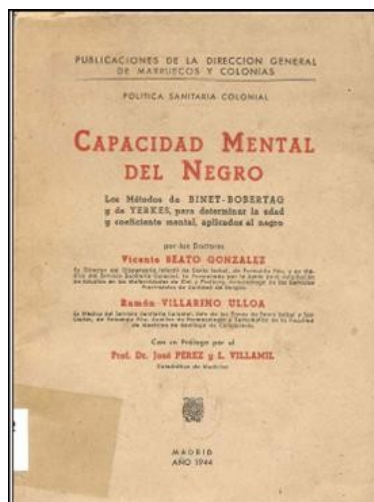 PUBLICACIONES DE LA DIRECCION GENERAL
DE MARRUECOS Y COLONIAS
POLITICA SANITARIA COLONIAL
CAPACIDAD MENTAL
DEL NEGRO
Los Métodos de BINET-BOBERTAG
y de YERKES, para determinar la edad
y coeficiente mental, aplicados al negro
por los Doctores
Vicente BEATO GONZALEZ
Ramón VILLARINO ULLOA
Con un Prólogo por el
Prof. Dr. José PÉREZ y L. VILLAMIL
Catedrático de Medicina
MADRID
AÑO 1944